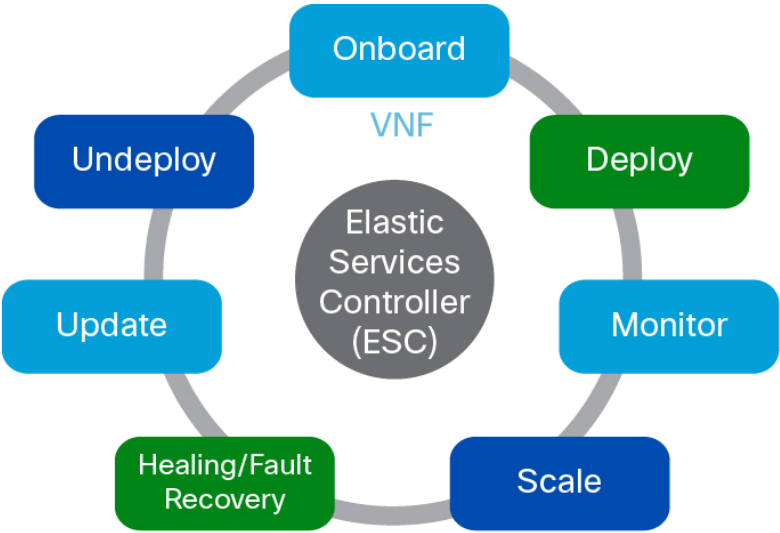 Onboard
VNF
Undeploy
Deploy
Elastic
Services
Controller
(ESC)
Update
Monitor
Healing/Fault
Recovery
Scale